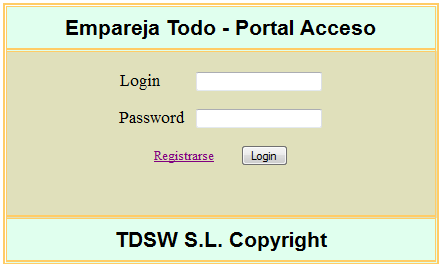 Empareja Todo - Portal Acceso
Login
Password
Registrarse Login
TDSW S.L. Copyright